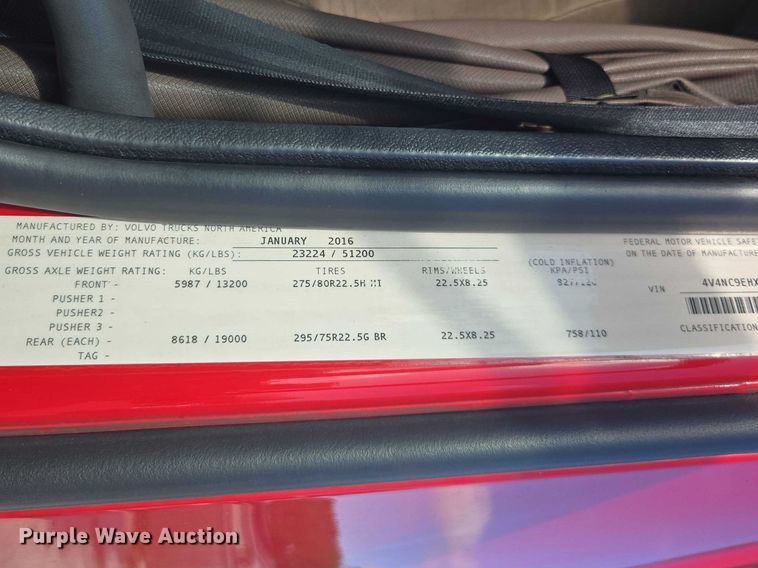 MANUFACTURED BY: VOLVO TRUCKS NORTH AMERICA
MONTH AND YEAR OF MANUFACTURE: JANUARY 2016
GROSS VEHICLE WEIGHT RATING (KG/LBS): 23224 / 51200
GROSS AXLE WEIGHT RATING: KG/LBS TIRES RIMS/WHEELS (COLD INFLATION) KPA/PSI
FRONT - 5987 / 13200 275/80R22.5H MI 22.5X8.25 827/120
PUSHER 1 -
PUSHER2 -
PUSHER 3 -
REAR (EACH) - 8618 / 19000 295/75R22.5G BR 22.5X8.25 758/110
TAG -
FEDERAL MOTOR VEHICLE SAFE
ON THE DATE OF MANUFACTURE
VIN 4V4NC9EHX
CLASSIFICATION
Purple Wave Auction